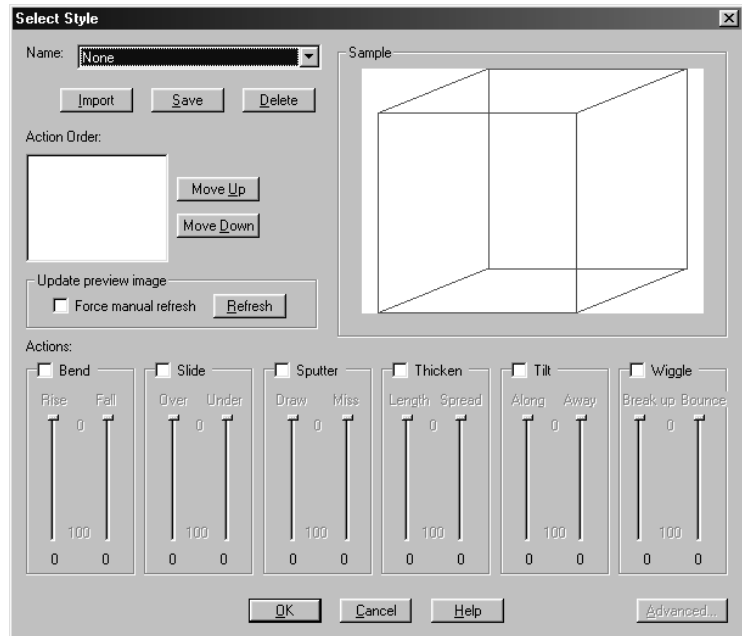 Select Style
Name: None
Import Save Delete
Action Order:
Move Up
Move Down
Update preview image
Force manual refresh Refresh
Sample
Actions:
Bend Slide Sputter Thicken Tilt Wiggle
Rise Fall Over Under Draw Miss Length Spread Along Away Break up Bounce
0 0 0 0 0 0
100 100 100 100 100 100
0 0 0 0 0 0 0 0 0 0 0 0
OK Cancel Help Advanced...